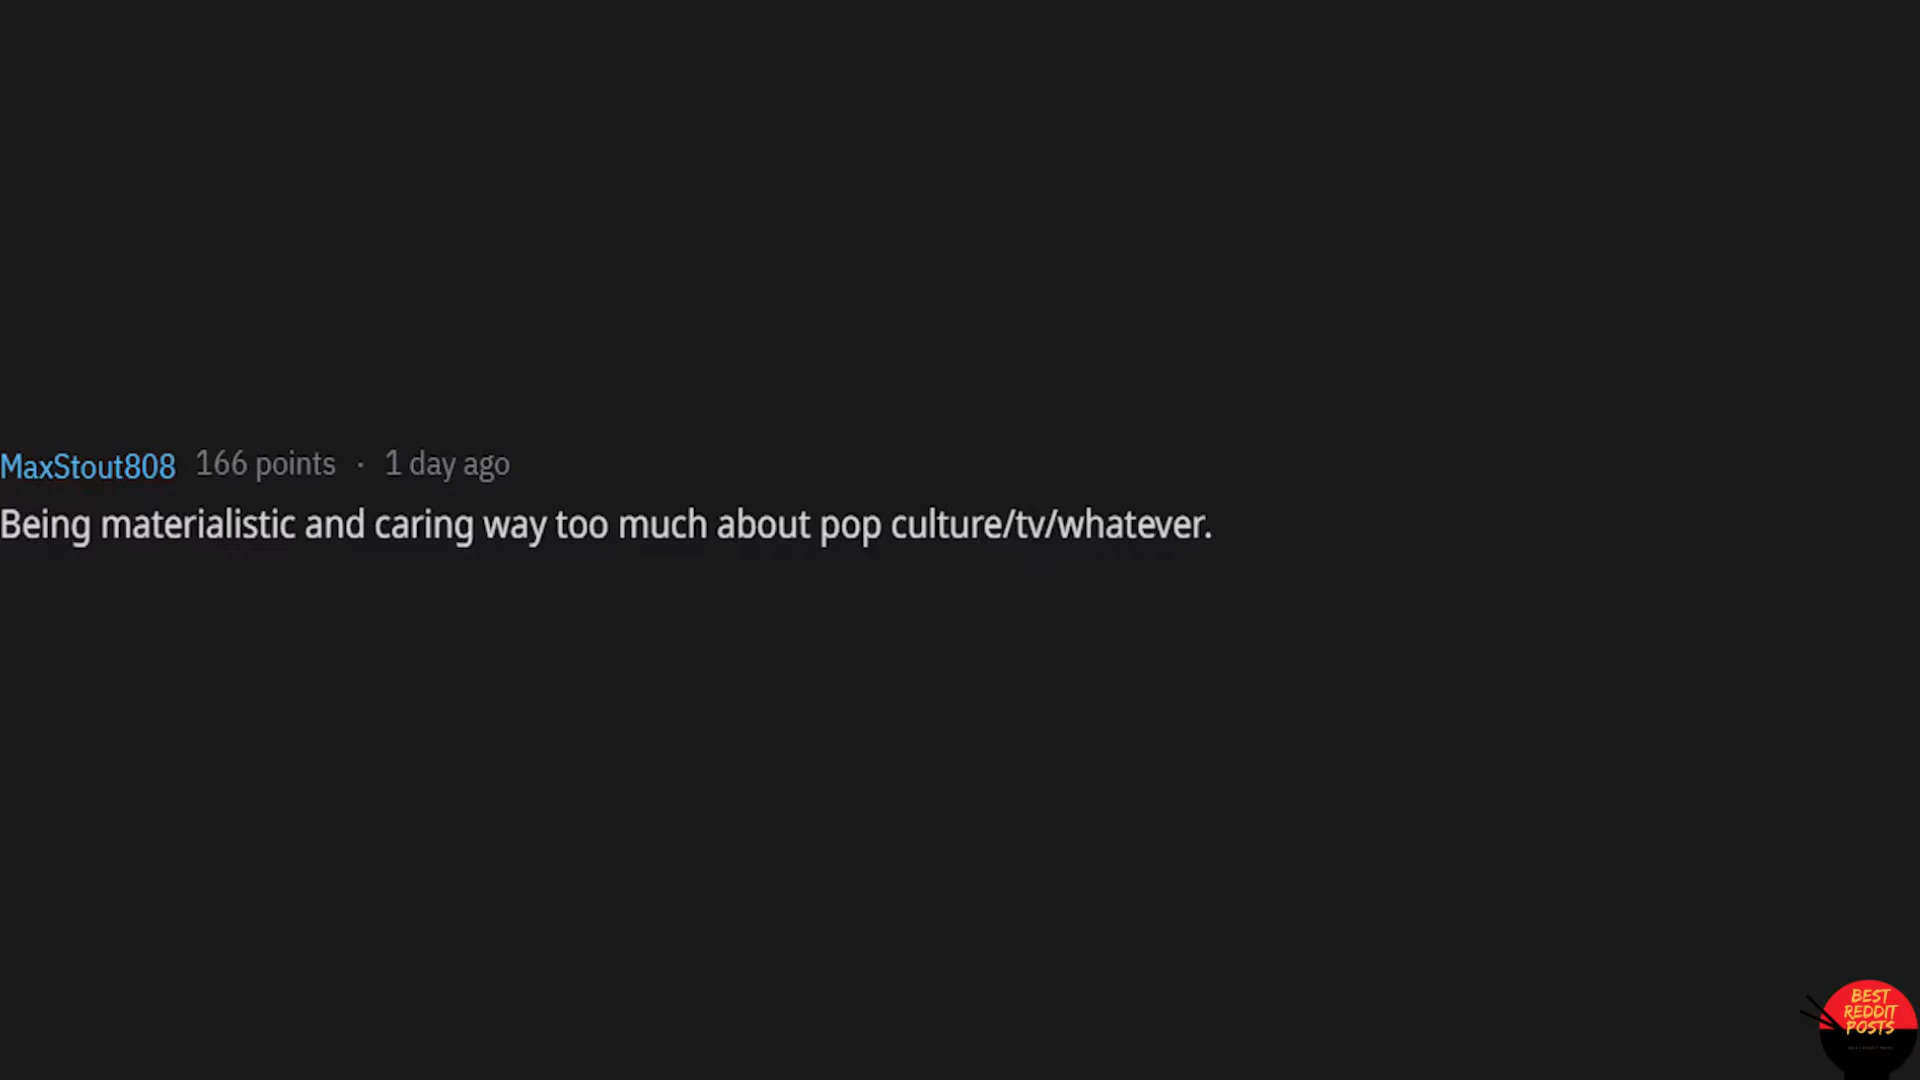 MaxStout808 166 points · 1 day ago
Being materialistic and caring way too much about pop culture/tv/whatever.
BEST
REDDIT
POSTS